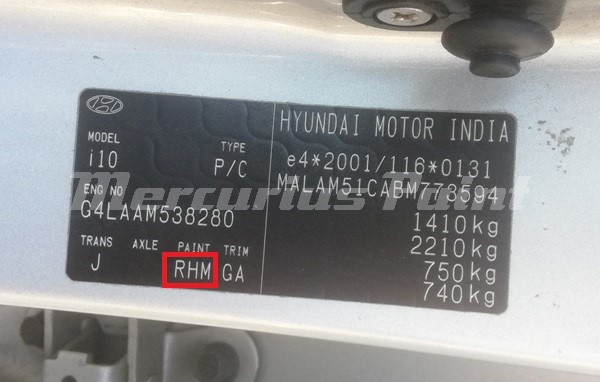 HYUNDAI MOTOR INDIA
MODEL TYPE
i10 P/C
ENG NO
G4LAAM538280
TRANS AXLE PAINT TRIM
J RHM GA
e4*2001/116*0131
MALAM51CABM773594
1410kg
2210kg
750kg
740kg
Mercurius Paint